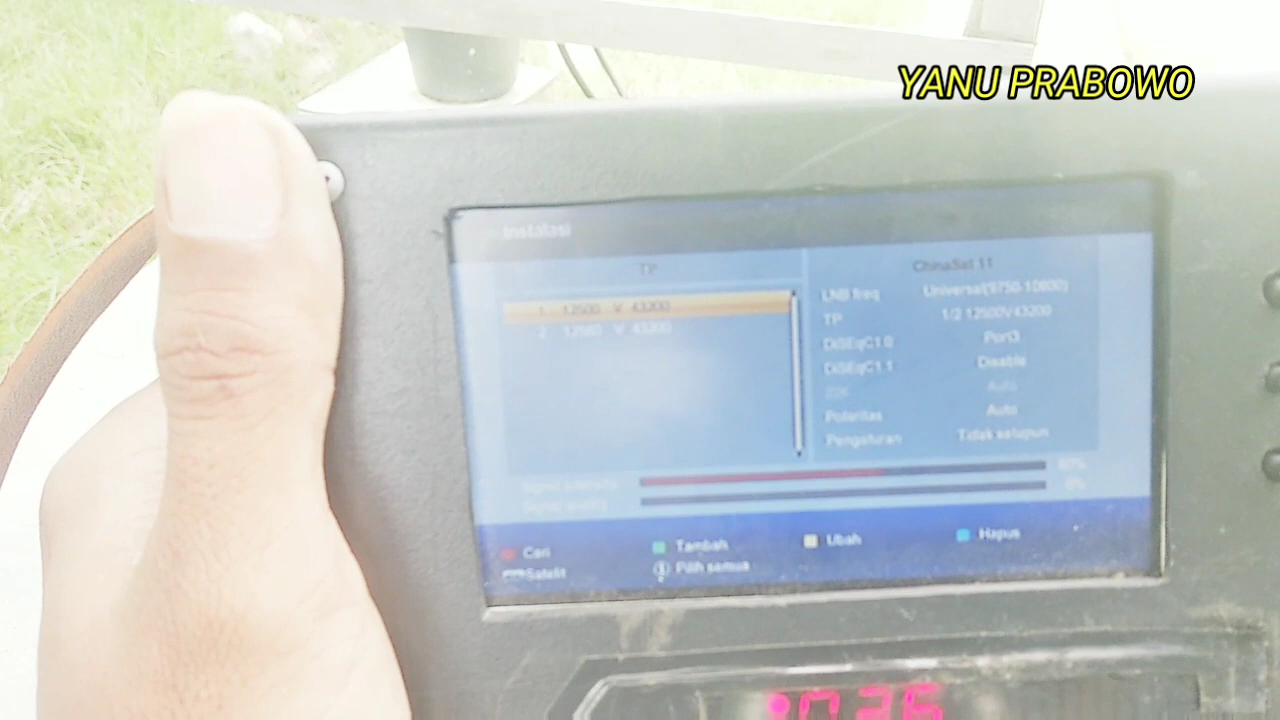 YANU PRABOWO
Instalasi
TP
ChinaSat 11
1 12500 V 43200
2 12560 V 43200
LNB freq Universal(9750-10600)
TP 1/2 12500V43200
DiSEqC1.0 Port3
DiSEqC1.1 Disable
22K Auto
Polaritas Auto
Pengaturan Tidak satupun
Cari
Tambah
Ubah
Hapus
Satelit
Pilih semua